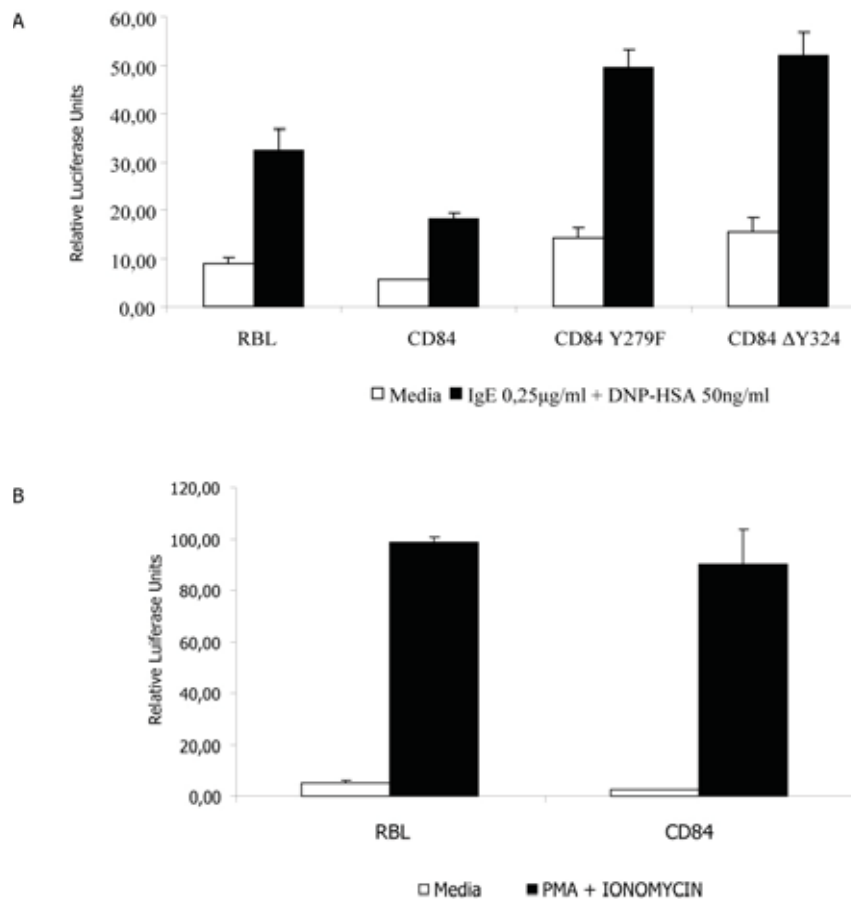 A
Relative Luciferase Units
60,00
50,00
40,00
30,00
20,00
10,00
0,00
RBL
CD84
CD84 Y279F
CD84 ΔY324
Media
IgE 0,25µg/ml + DNP-HSA 50ng/ml
B
Relative Luiferase Units
120,00
100,00
80,00
60,00
40,00
20,00
0,00
RBL
CD84
Media
PMA + IONOMYCIN